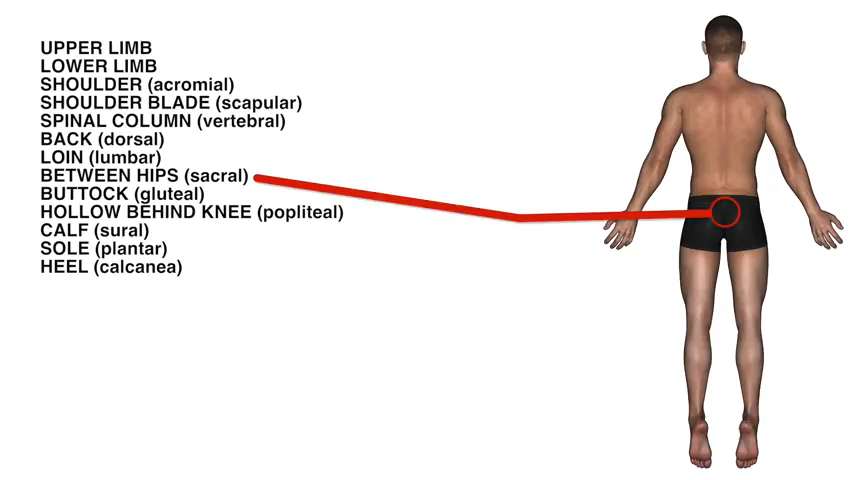 UPPER LIMB
LOWER LIMB
SHOULDER (acromial)
SHOULDER BLADE (scapular)
SPINAL COLUMN (vertebral)
BACK (dorsal)
LOIN (lumbar)
BETWEEN HIPS (sacral)
BUTTOCK (gluteal)
HOLLOW BEHIND KNEE (popliteal)
CALF (sural)
SOLE (plantar)
HEEL (calcanea)